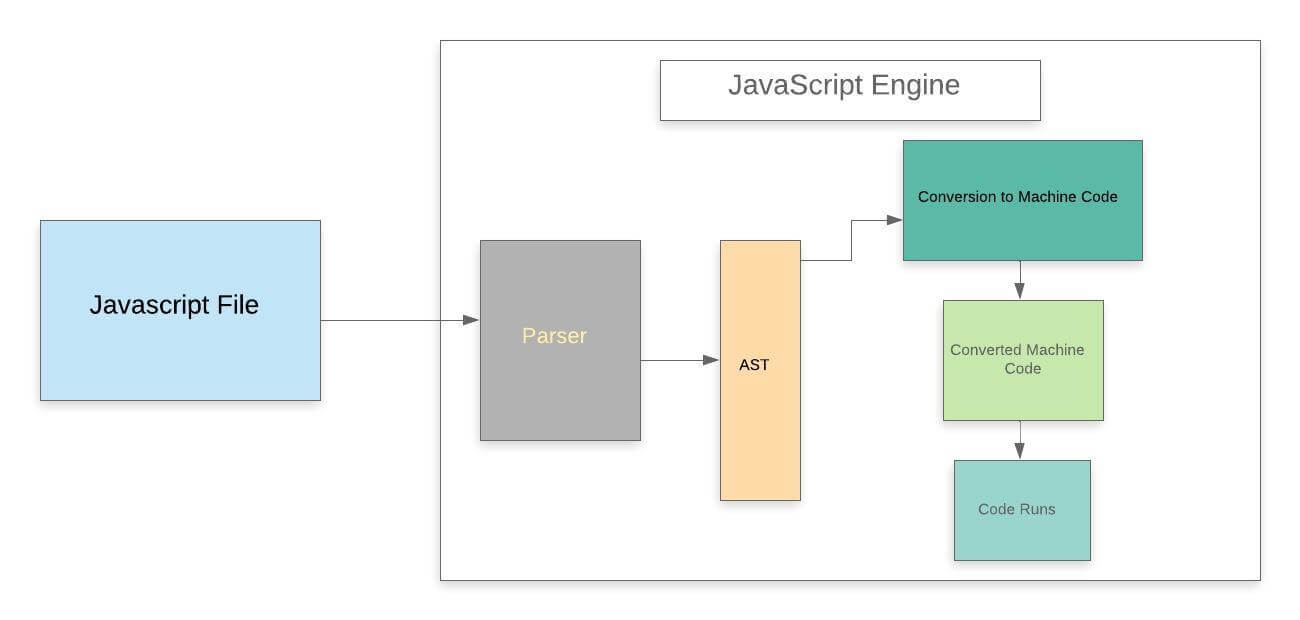 JavaScript Engine
Javascript File
Parser
AST
Conversion to Machine Code
Converted Machine
Code
Code Runs